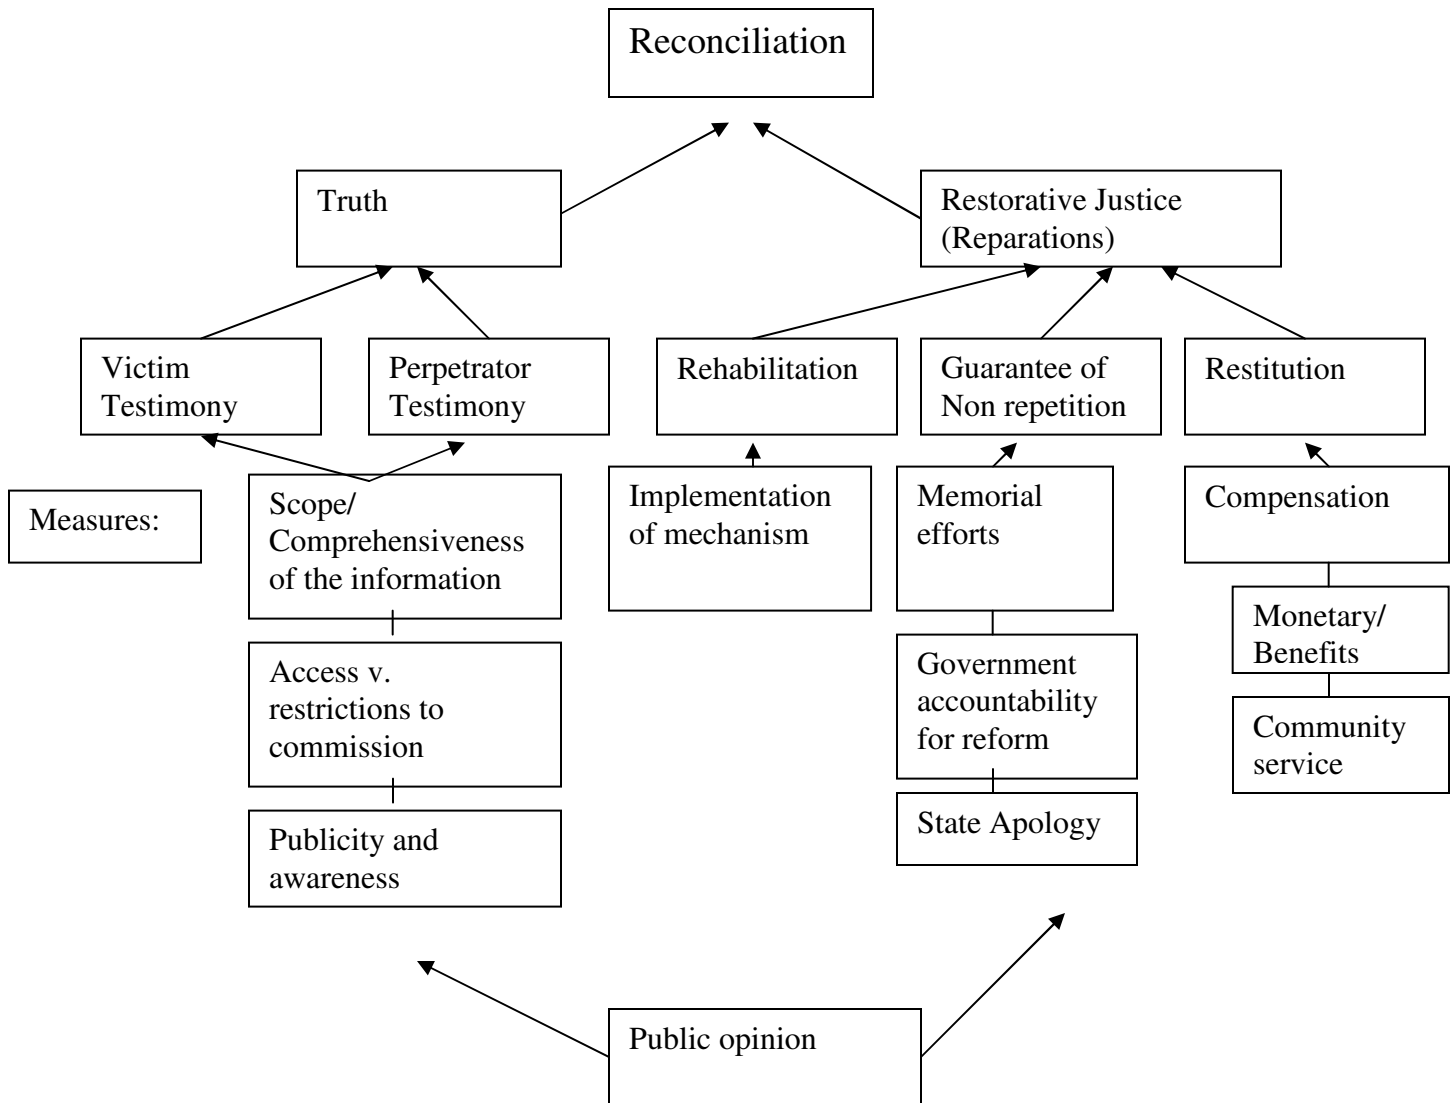 Reconciliation
Truth
Restorative Justice
(Reparations)
Victim
Testimony
Perpetrator
Testimony
Rehabilitation
Guarantee of
Non repetition
Restitution
Measures:
Scope/
Comprehensiveness
of the information
Implementation
of mechanism
Memorial
efforts
Compensation
Monetary/
Benefits
Access v.
restrictions to
commission
Government
accountability
for reform
Community
service
Publicity and
awareness
State Apology
Public opinion